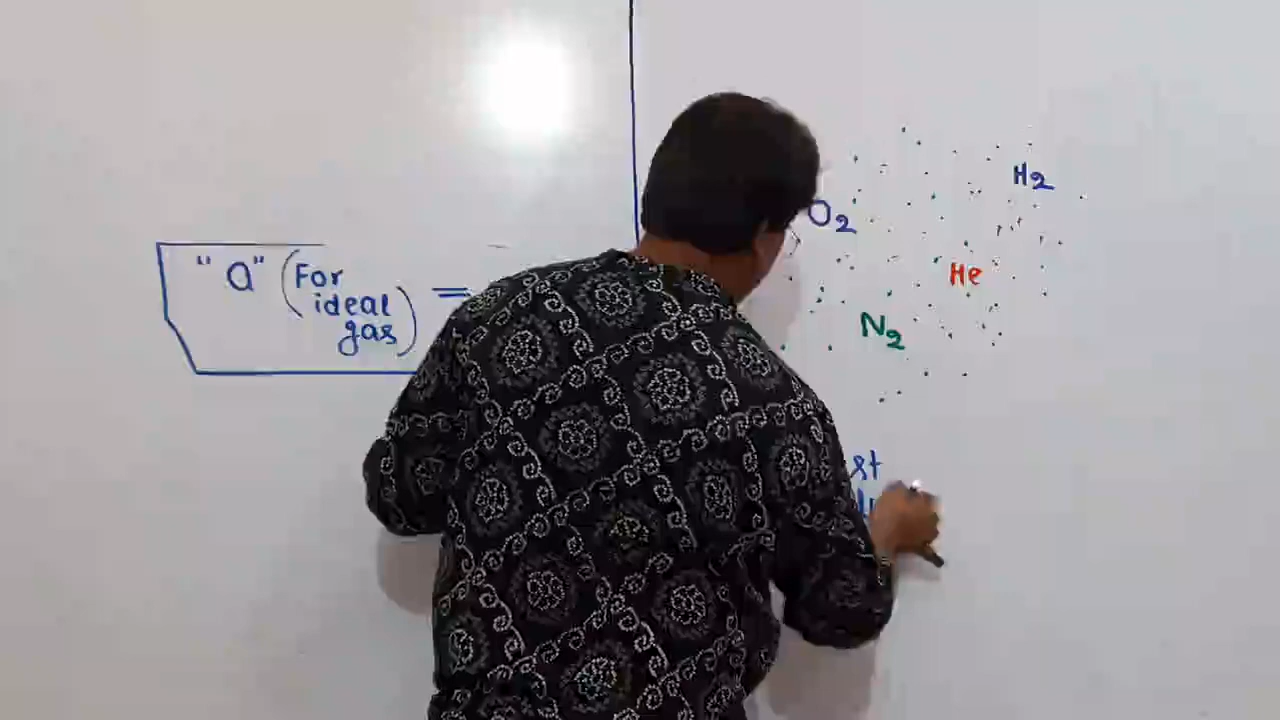 "a" (For
ideal
gas) =
H2
O2
He
N2